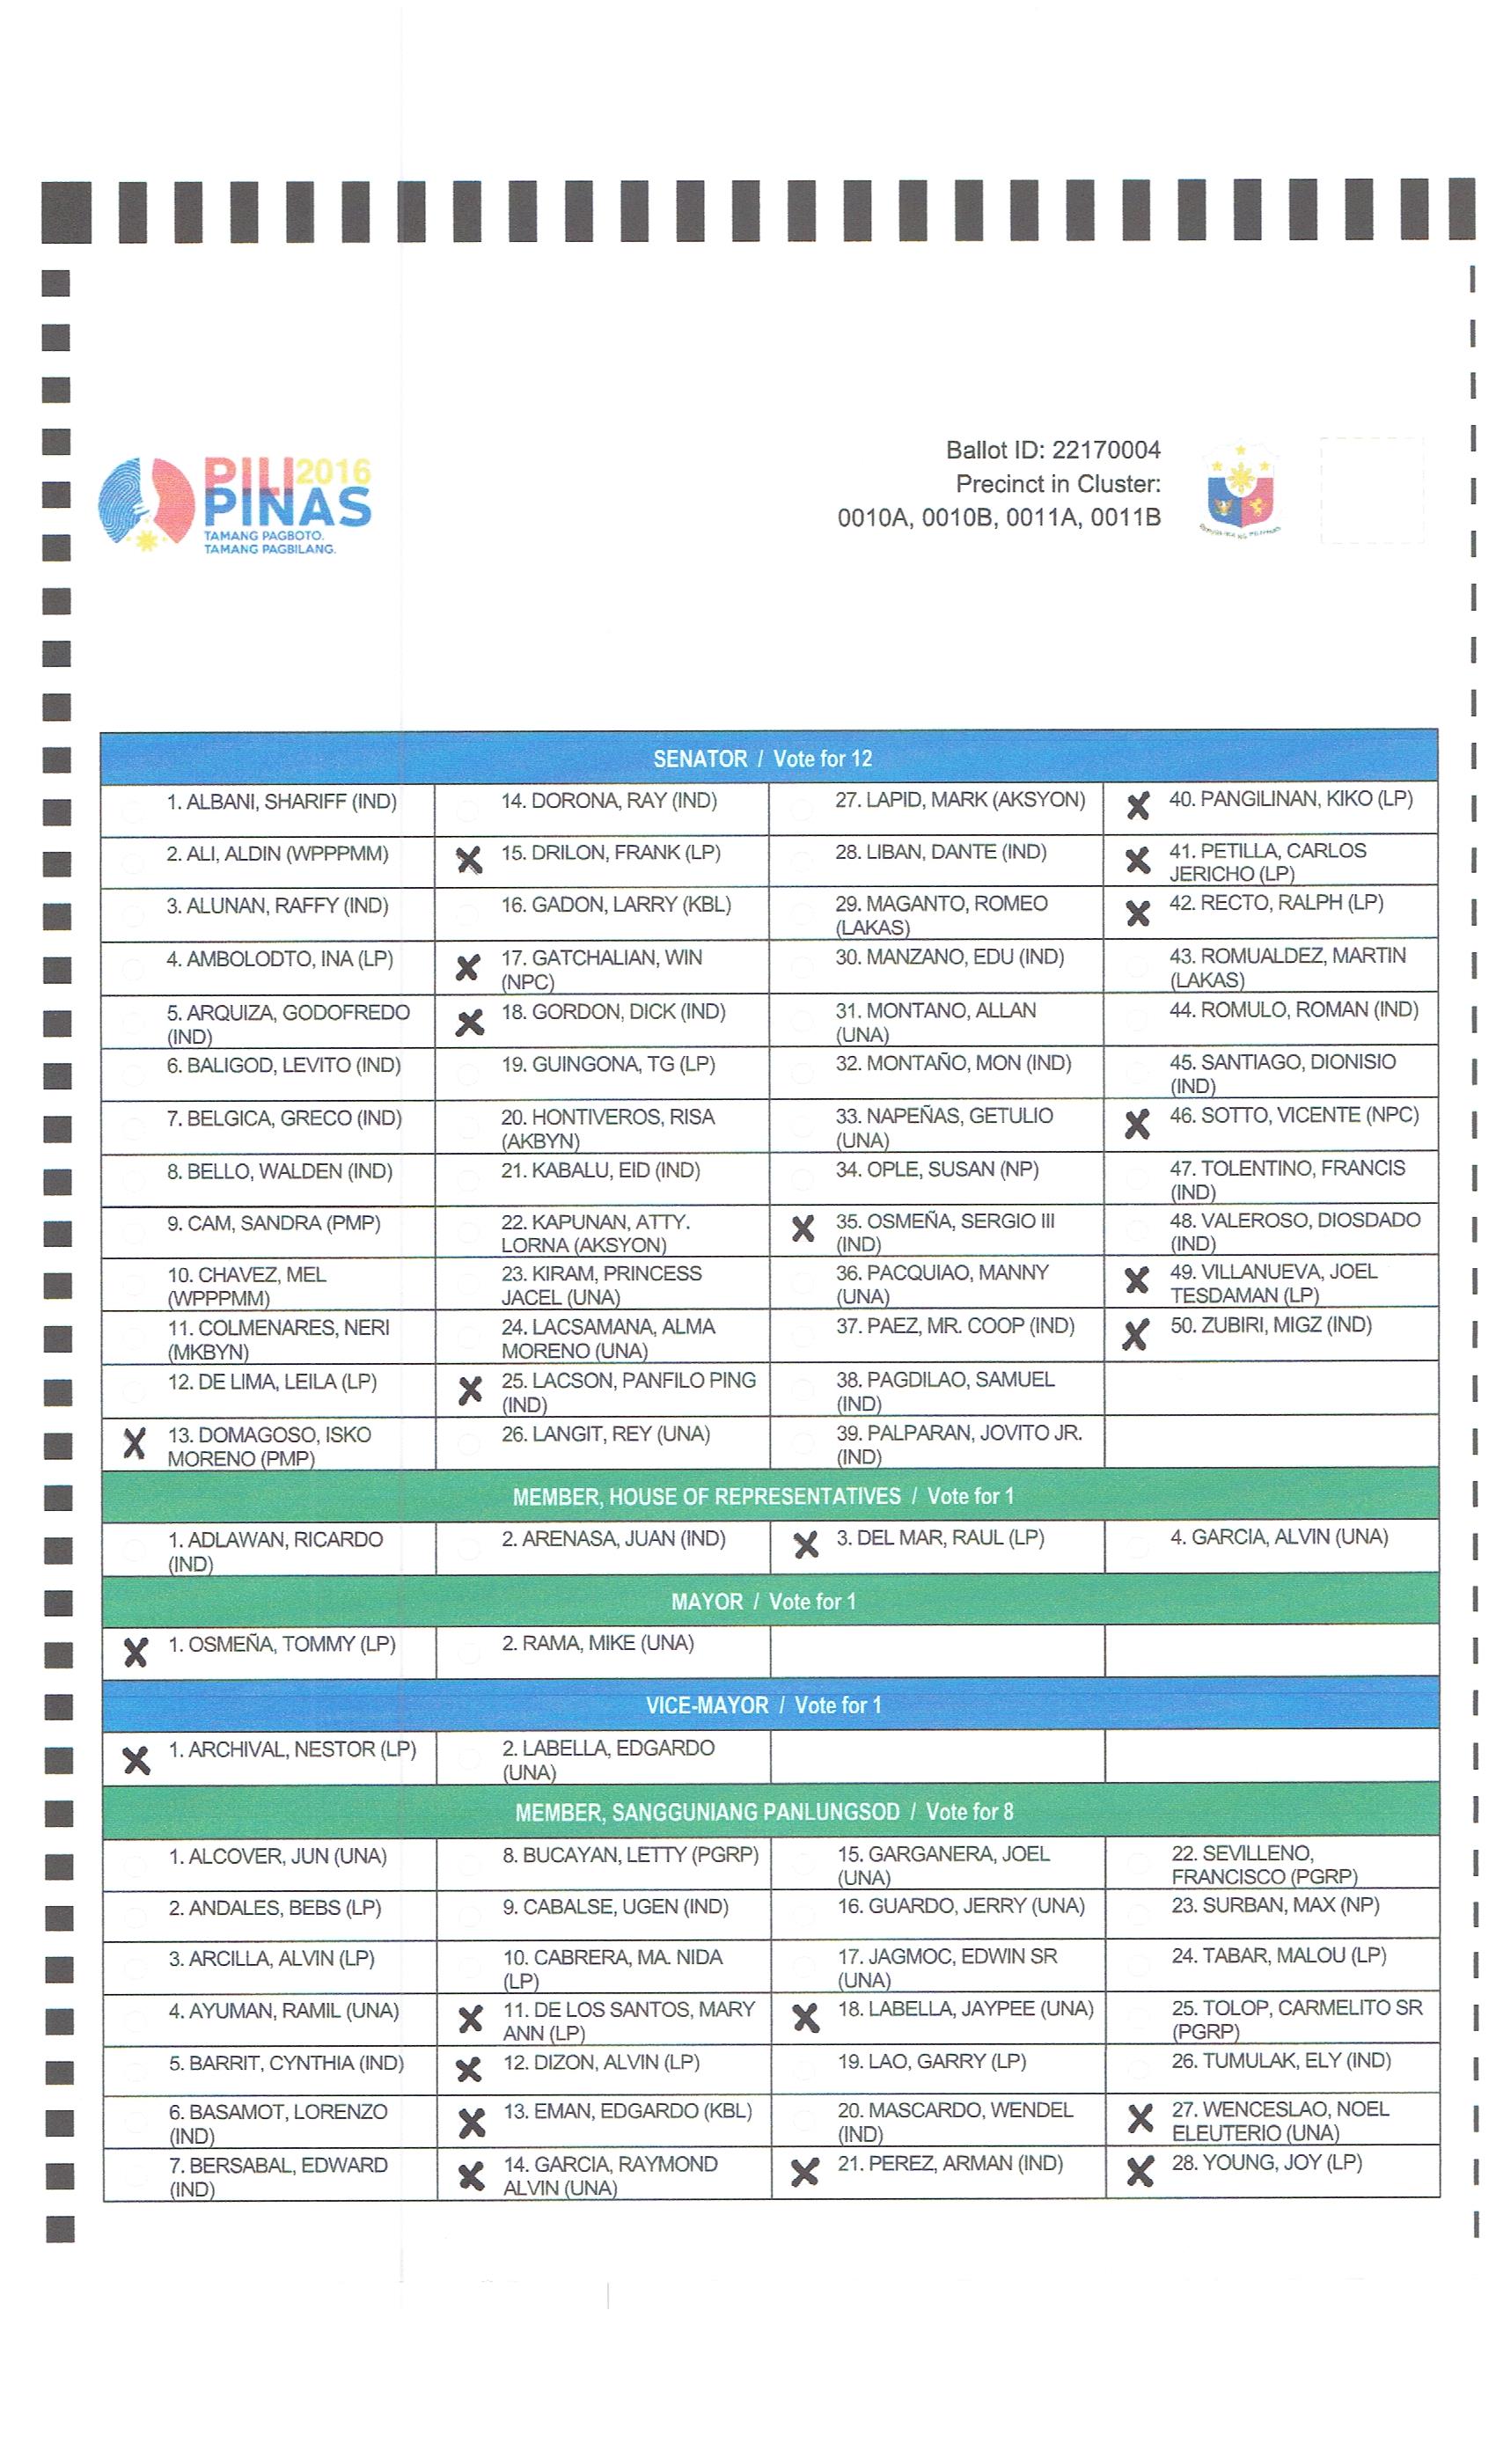 PILI 2016
PINAS
TAMANG PAGBOTO.
TAMANG PAGBILANG.
Ballot ID: 22170004
Precinct in Cluster:
0010A, 0010B, 0011A, 0011B
SENATOR / Vote for 12
1. ALBANI, SHARIFF (IND)
2. ALI, ALDIN (WPPPMM)
3. ALUNAN, RAFFY (IND)
4. AMBOLODTO, INA (LP)
5. ARQUIZA, GODOFREDO
(IND)
6. BALIGOD, LEVITO (IND)
7. BELGICA, GRECO (IND)
8. BELLO, WALDEN (IND)
9. CAM, SANDRA (PMP)
10. CHAVEZ, MEL
(WPPPMM)
11. COLMENARES, NERI
(MKBYN)
12. DE LIMA, LEILA (LP)
13. DOMAGOSO, ISKO
MORENO (PMP)
14. DORONA, RAY (IND)
15. DRILON, FRANK (LP)
16. GADON, LARRY (KBL)
17. GATCHALIAN, WIN
(NPC)
18. GORDON, DICK (IND)
19. GUINGONA, TG (LP)
20. HONTIVEROS, RISA
(AKBYN)
21. KABALU, EID (IND)
22. KAPUNAN, ATTY.
LORNA (AKSYON)
23. KIRAM, PRINCESS
JACEL (UNA)
24. LACSAMANA, ALMA
MORENO (UNA)
25. LACSON, PANFILO PING
(IND)
26. LANGIT, REY (UNA)
27. LAPID, MARK (AKSYON)
28. LIBAN, DANTE (IND)
29. MAGANTO, ROMEO
(LAKAS)
30. MANZANO, EDU (IND)
31. MONTANO, ALLAN
(UNA)
32. MONTAÑO, MON (IND)
33. NAPEÑAS, GETULIO
(UNA)
34. OPLE, SUSAN (NP)
35. OSMEÑA, SERGIO III
(IND)
36. PACQUIAO, MANNY
(UNA)
37. PAEZ, MR. COOP (IND)
38. PAGDILAO, SAMUEL
(IND)
39. PALPARAN, JOVITO JR.
(IND)
40. PANGILINAN, KIKO (LP)
41. PETILLA, CARLOS
JERICHO (LP)
42. RECTO, RALPH (LP)
43. ROMUALDEZ, MARTIN
(LAKAS)
44. ROMULO, ROMAN (IND)
45. SANTIAGO, DIONISIO
(IND)
46. SOTTO, VICENTE (NPC)
47. TOLENTINO, FRANCIS
(IND)
48. VALEROSO, DIOSDADO
(IND)
49. VILLANUEVA, JOEL
TESDAMAN (LP)
50. ZUBIRI, MIGZ (IND)
MEMBER, HOUSE OF REPRESENTATIVES / Vote for 1
1. ADLAWAN, RICARDO
(IND)
2. ARENASA, JUAN (IND)
3. DEL MAR, RAUL (LP)
4. GARCIA, ALVIN (UNA)
MAYOR / Vote for 1
1. OSMEÑA, TOMMY (LP)
2. RAMA, MIKE (UNA)
VICE-MAYOR / Vote for 1
1. ARCHIVAL, NESTOR (LP)
2. LABELLA, EDGARDO
(UNA)
MEMBER, SANGGUNIANG PANLUNGSOD / Vote for 8
1. ALCOVER, JUN (UNA)
2. ANDALES, BEBS (LP)
3. ARCILLA, ALVIN (LP)
4. AYUMAN, RAMIL (UNA)
5. BARRIT, CYNTHIA (IND)
6. BASAMOT, LORENZO
(IND)
7. BERSABAL, EDWARD
(IND)
8. BUCAYAN, LETTY (PGRP)
9. CABALSE, UGEN (IND)
10. CABRERA, MA. NIDA
(LP)
11. DE LOS SANTOS, MARY
ANN (LP)
12. DIZON, ALVIN (LP)
13. EMAN, EDGARDO (KBL)
14. GARCIA, RAYMOND
ALVIN (UNA)
15. GARGANERA, JOEL
(UNA)
16. GUARDO, JERRY (UNA)
17. JAGMOC, EDWIN SR
(UNA)
18. LABELLA, JAYPEE (UNA)
19. LAO, GARRY (LP)
20. MASCARDO, WENDEL
(IND)
21. PEREZ, ARMAN (IND)
22. SEVILLENO,
FRANCISCO (PGRP)
23. SURBAN, MAX (NP)
24. TABAR, MALOU (LP)
25. TOLOP, CARMELITO SR
(PGRP)
26. TUMULAK, ELY (IND)
27. WENCESLAO, NOEL
ELEUTERIO (UNA)
28. YOUNG, JOY (LP)